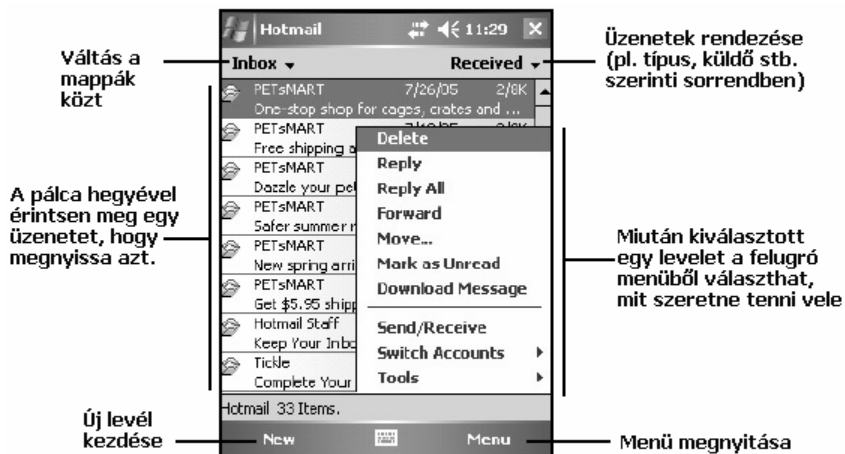 Hotmail 11:29
Inbox Received
PETsMART 7/26/05 2/8K
One-stop shop for cages, crates and ...
PETsMART
Free shipping a
PETsMART
Dazzle your pet
PETsMART
Safer summer r
PETsMART
New spring arri
PETsMART
Get $5.95 shipp
Hotmail Staff
Keep Your Inbo
Tickle
Complete Your
Delete
Reply
Reply All
Forward
Move...
Mark as Unread
Download Message
Send/Receive
Switch Accounts
Tools
Hotmail 33 Items.
New Menu
Váltás a
mappák
közt
A pálca hegyével
érintsen meg egy
üzenetet, hogy
megnyissa azt.
Új levél
kezdése
Üzenetek rendezése
(pl. típus, küldő stb.
szerinti sorrendben)
Miután kiválasztott
egy levelet a felugró
menüből választhat,
mit szeretne tenni vele
Menü megnyitása